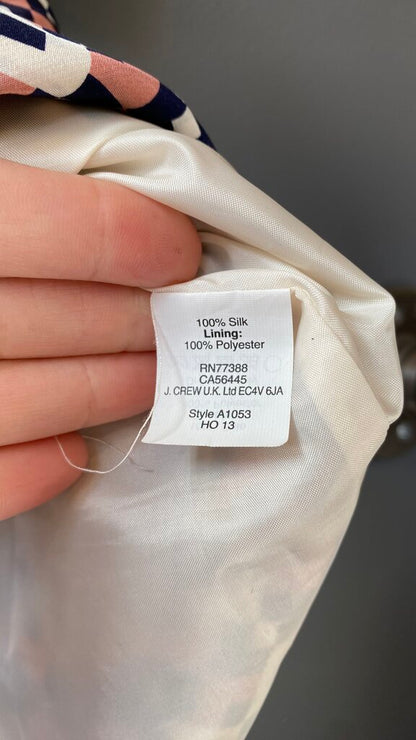 100% Silk
Lining:
100% Polyester
RN77388
CA56445
J. CREW U.K. Ltd EC4V 6JA
Style A1053
HO 13